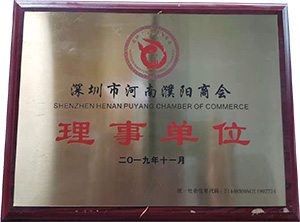 深圳市河南濮阳商会
SHENZHEN HENAN PUYANG CHAMBER OF COMMERCE
理事单位
二〇一九年十一月